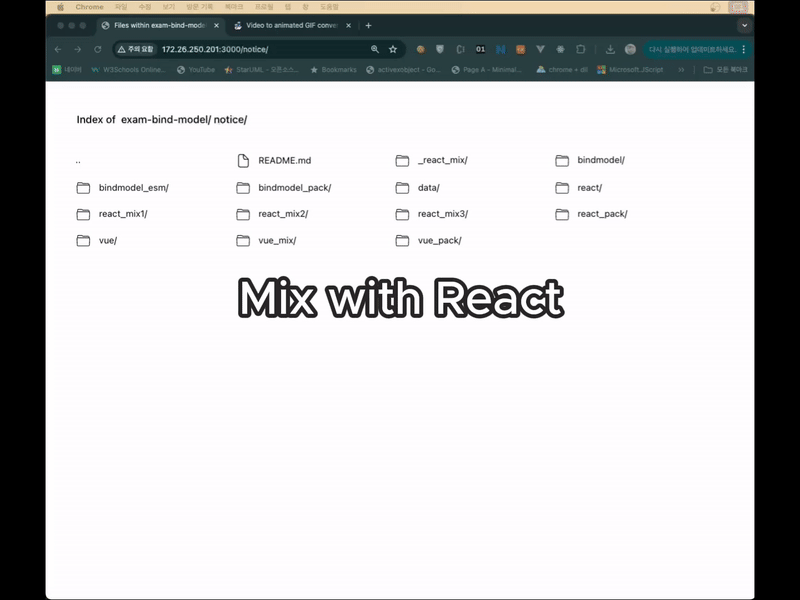 Chrome 파일 수정 보기 방문 기록 북마크 프로필 탭 창 도움말
Files within exam-bind-model
Video to animated GIF conver
주의 요함 172.26.250.201:3000/notice/
다시 실행하여 업데이트하세요.
네이버 W3Schools Online... YouTube StarUML - 오픈소스... Bookmarks activeobject - Go... Page A - Minimal... chrome + dil Microsoft.JScript 모든 북마크
Index of exam-bind-model/ notice/
.. README.md _react_mix/ bindmodel/
bindmodel_esm/ bindmodel_pack/ data/ react/
react_mix1/ react_mix2/ react_mix3/ react_pack/
vue/ vue_mix/ vue_pack/
Mix with React